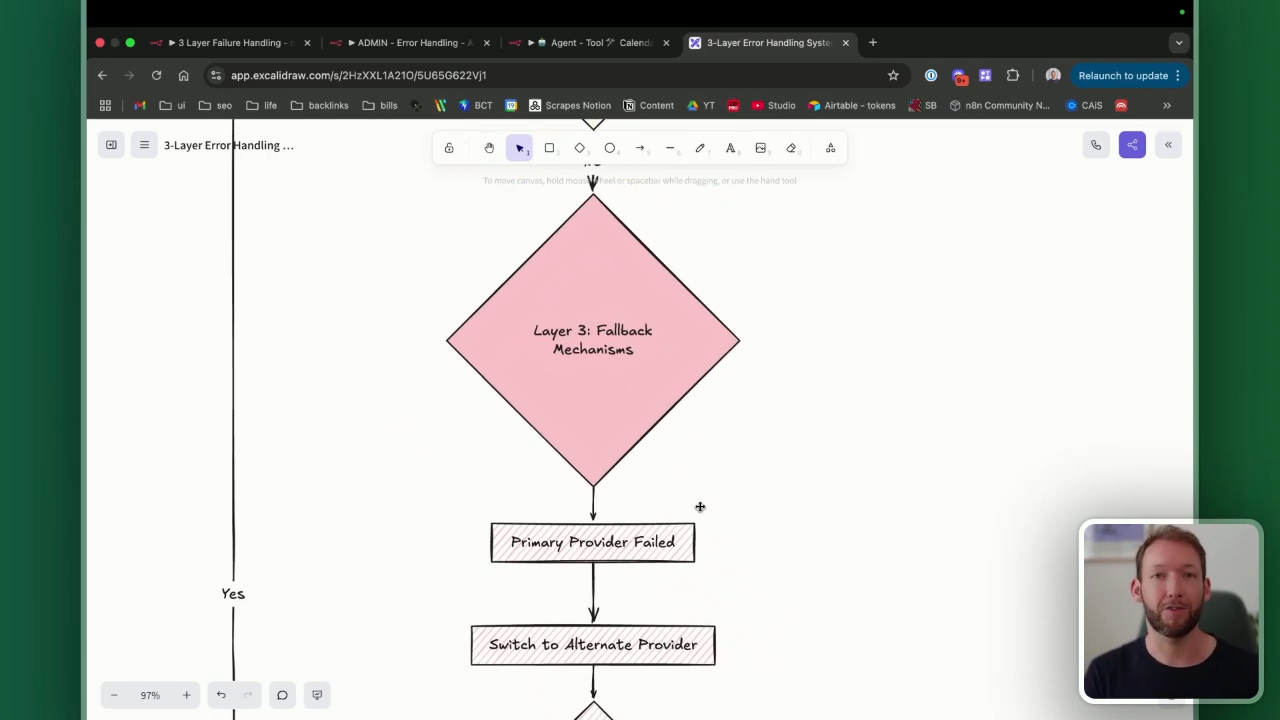 3 Layer Failure Handling -
ADMIN - Error Handling -
Agent - Tool
Calend
3-Layer Error Handling Syste
app.excalidraw.com/s/2HzXXL1A21O/5U65G622Vj1
9+
Relaunch to update
ui
seo
life
backlinks
bills
BCT
Scrapes Notion
Content
YT
Studio
Airtable - tokens
SB
n8n Community N...
CAiS
3-Layer Error Handling ...
To move canvas, hold mouse wheel or spacebar while dragging, or use the hand tool
Layer 3: Fallback
Mechanisms
Primary Provider Failed
Yes
Switch to Alternate Provider
97%